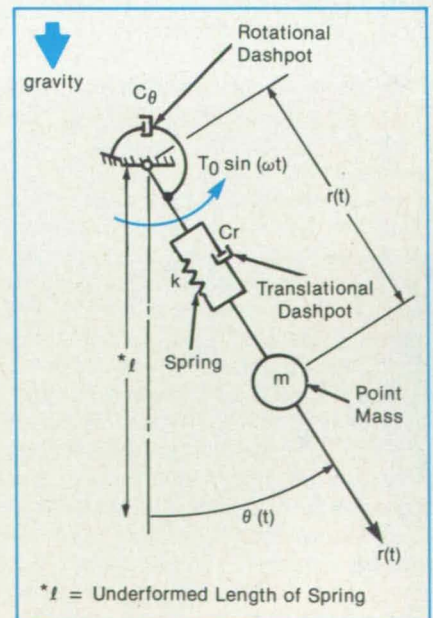 Rotational
Dashpot
gravity
Cθ
T0 sin (ωt)
r(t)
Cr
k
Translational
Dashpot
*ℓ
Spring
m
Point
Mass
θ (t)
r(t)
*ℓ = Underformed Length of Spring